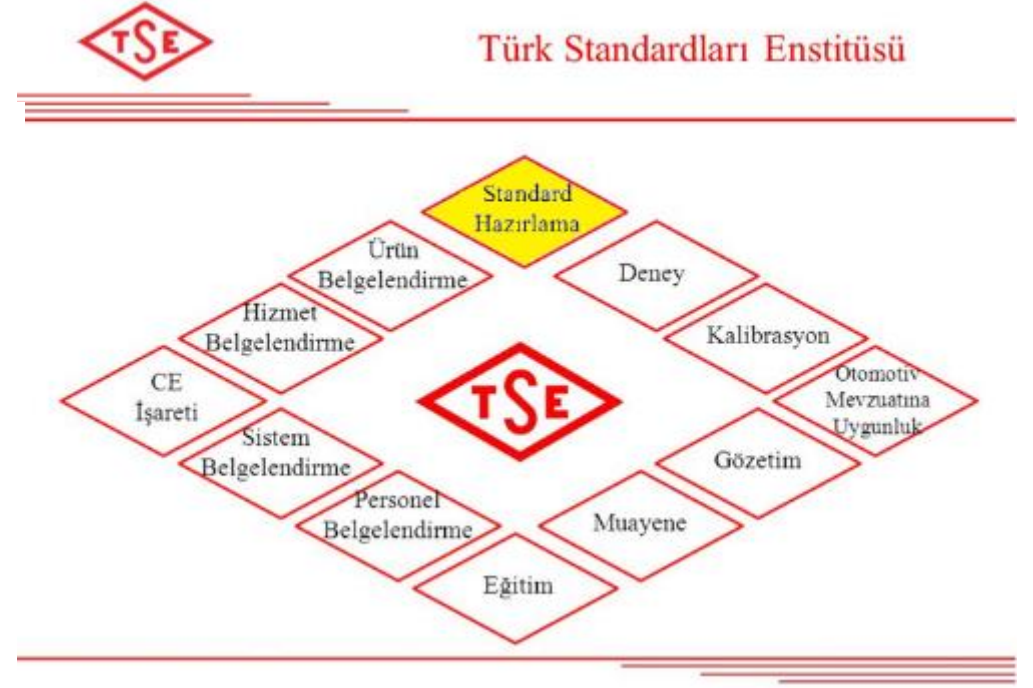 TSE
Türk Standardları Enstitüsü
Standard
Hazırlama
Ürün
Belgelendirme
Deney
Hizmet
Belgelendirme
Kalibrasyon
CE
İşareti
TSE
Otomotiv
Mevzuatına
Uygunluk
Sistem
Belgelendirme
Gözetim
Personel
Belgelendirme
Muayene
Eğitim